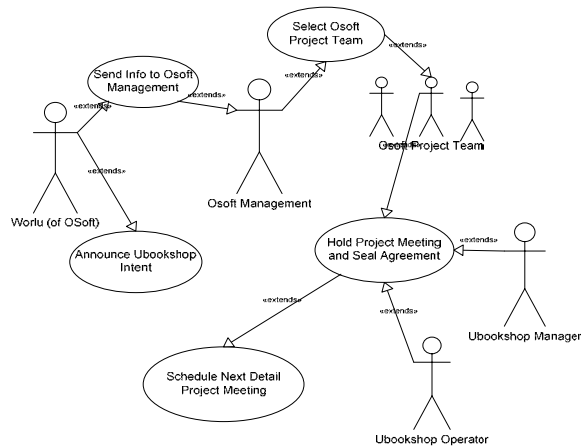 Select Osoft
Project Team
«extends»
Send Info to Osoft
Management
«extends»
«extends»
«extends»
«extends»
Osoft Project Team
«extends»
Osoft Management
Worlu (of OSoft)
Announce Ubookshop
Intent
Hold Project Meeting
and Seal Agreement
«extends»
«extends»
«extends»
Ubookshop Manager
Schedule Next Detail
Project Meeting
Ubookshop Operator